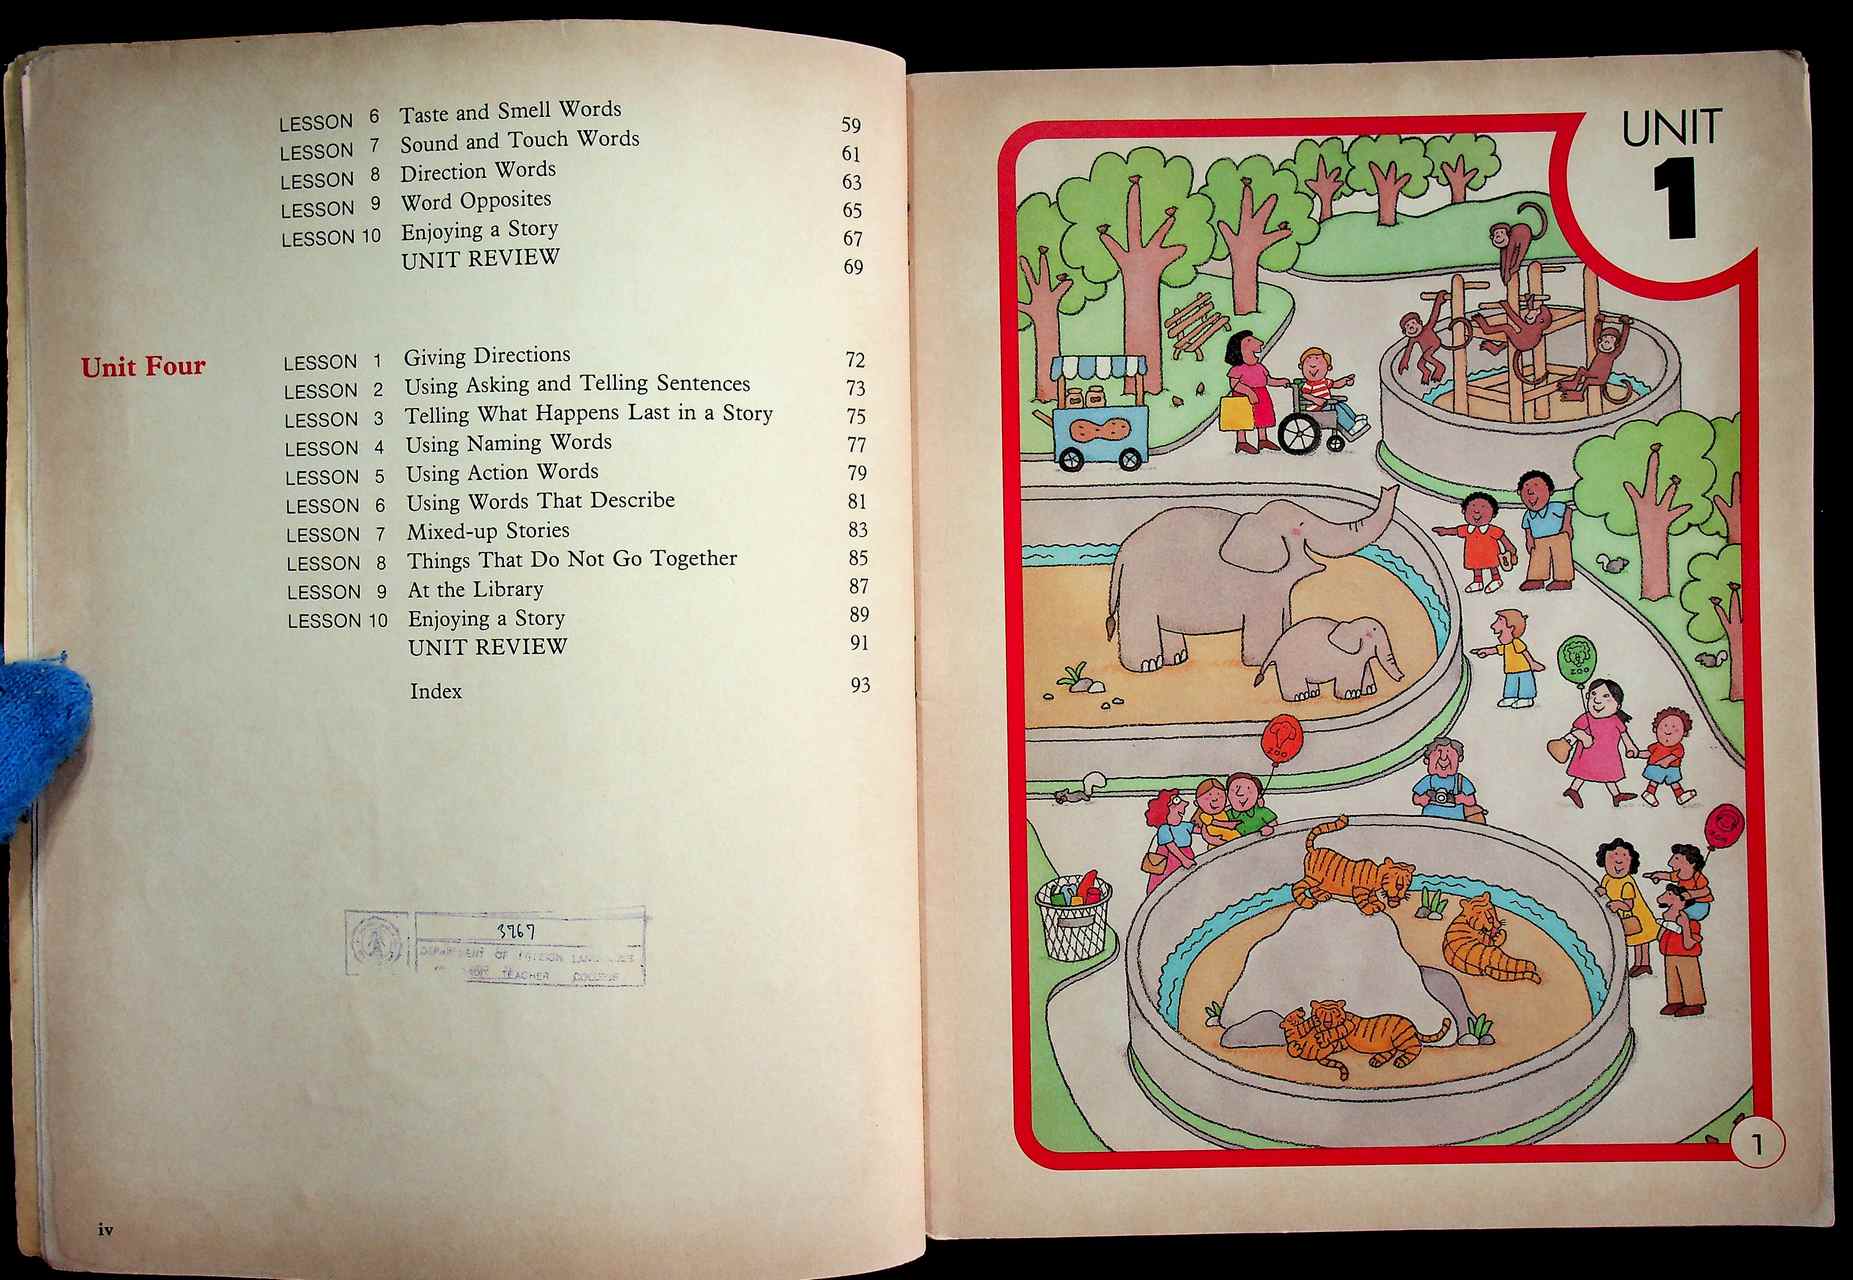 LESSON 6 Taste and Smell Words 59
LESSON 7 Sound and Touch Words 61
LESSON 8 Direction Words 63
LESSON 9 Word Opposites 65
LESSON 10 Enjoying a Story 67
UNIT REVIEW 69
Unit Four LESSON 1 Giving Directions 72
LESSON 2 Using Asking and Telling Sentences 73
LESSON 3 Telling What Happens Last in a Story 75
LESSON 4 Using Naming Words 77
LESSON 5 Using Action Words 79
LESSON 6 Using Words That Describe 81
LESSON 7 Mixed-up Stories 83
LESSON 8 Things That Do Not Go Together 85
LESSON 9 At the Library 87
LESSON 10 Enjoying a Story 89
UNIT REVIEW 91
Index 93
3767
DEPARTMENT OF FOREIGN LANGUAGES
TEACHER COLLEGE
iv
UNIT
1
ZOO
ZOO
ZOO
1